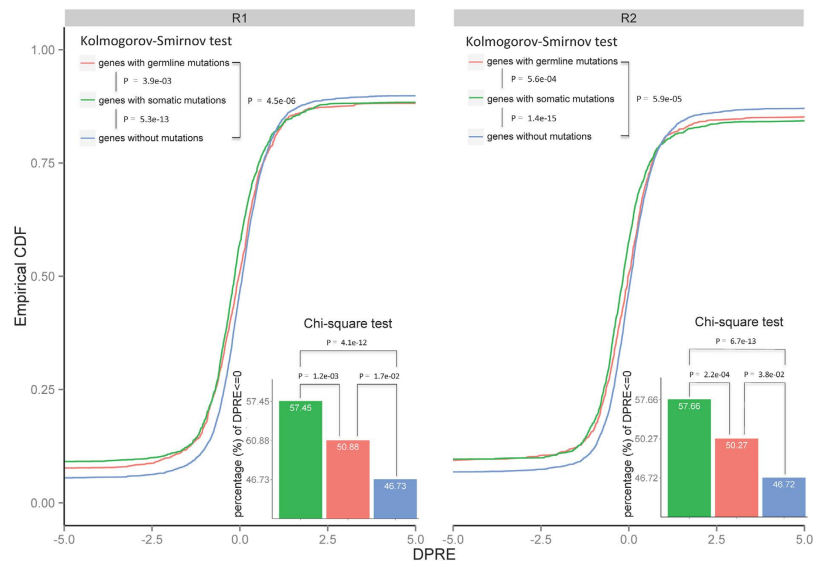 R1
Kolmogorov-Smirnov test
genes with germline mutations
P = 3.9e-03
genes with somatic mutations
P = 4.5e-06
P = 5.3e-13
genes without mutations
Chi-square test
P = 4.1e-12
P = 1.2e-03
P = 1.7e-02
percentage (%) of DPRE<=0
57.45
60.88
46.73
57.45
50.88
46.73
R2
Kolmogorov-Smirnov test
genes with germline mutations
P = 5.6e-04
genes with somatic mutations
P = 5.9e-05
P = 1.4e-15
genes without mutations
Chi-square test
P = 6.7e-13
P = 2.2e-04
P = 3.8e-02
percentage (%) of DPRE<=0
57.66
50.27
46.72
57.66
50.27
46.72
Empirical CDF
1.00
0.75
0.50
0.25
0.00
-5.0
-2.5
0.0
2.5
5.0
-5.0
-2.5
0.0
2.5
5.0
DPRE